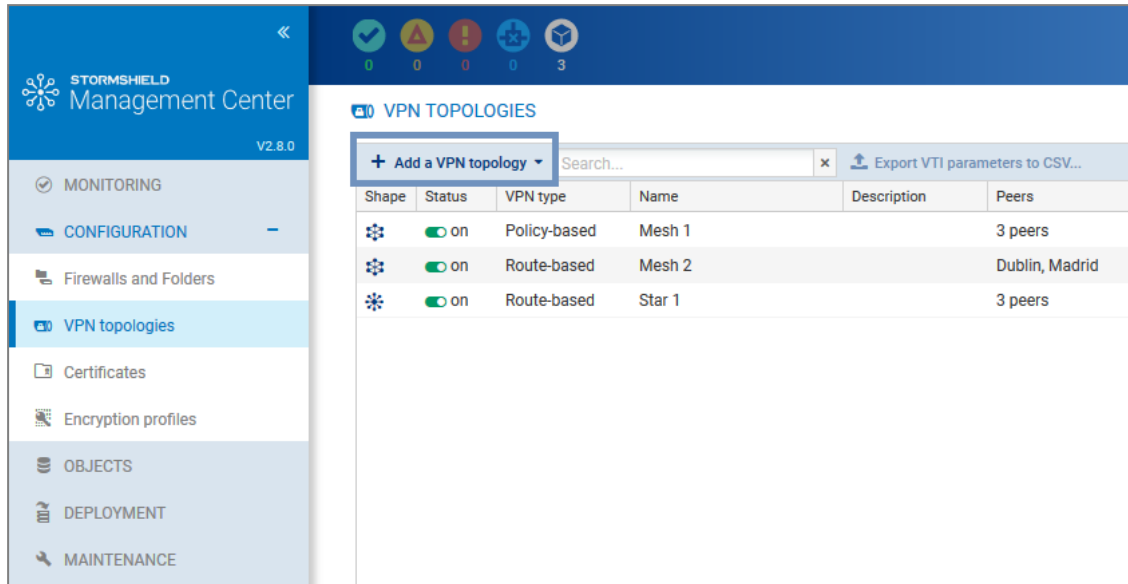 «
STORMSHIELD
Management Center
V2.8.0
MONITORING
CONFIGURATION
Firewalls and Folders
VPN topologies
Certificates
Encryption profiles
OBJECTS
DEPLOYMENT
MAINTENANCE
0 0 0 0 3
VPN TOPOLOGIES
+ Add a VPN topology Search... × Export VTI parameters to CSV...
Shape Status VPN type Name Description Peers
on Policy-based Mesh 1 3 peers
on Route-based Mesh 2 Dublin, Madrid
on Route-based Star 1 3 peers